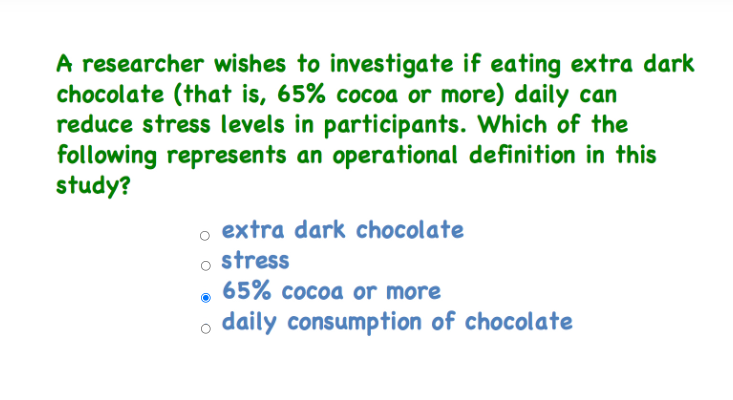 A researcher wishes to investigate if eating extra dark
chocolate (that is, 65% cocoa or more) daily can
reduce stress levels in participants. Which of the
following represents an operational definition in this
study?
extra dark chocolate
stress
65% cocoa or more
daily consumption of chocolate